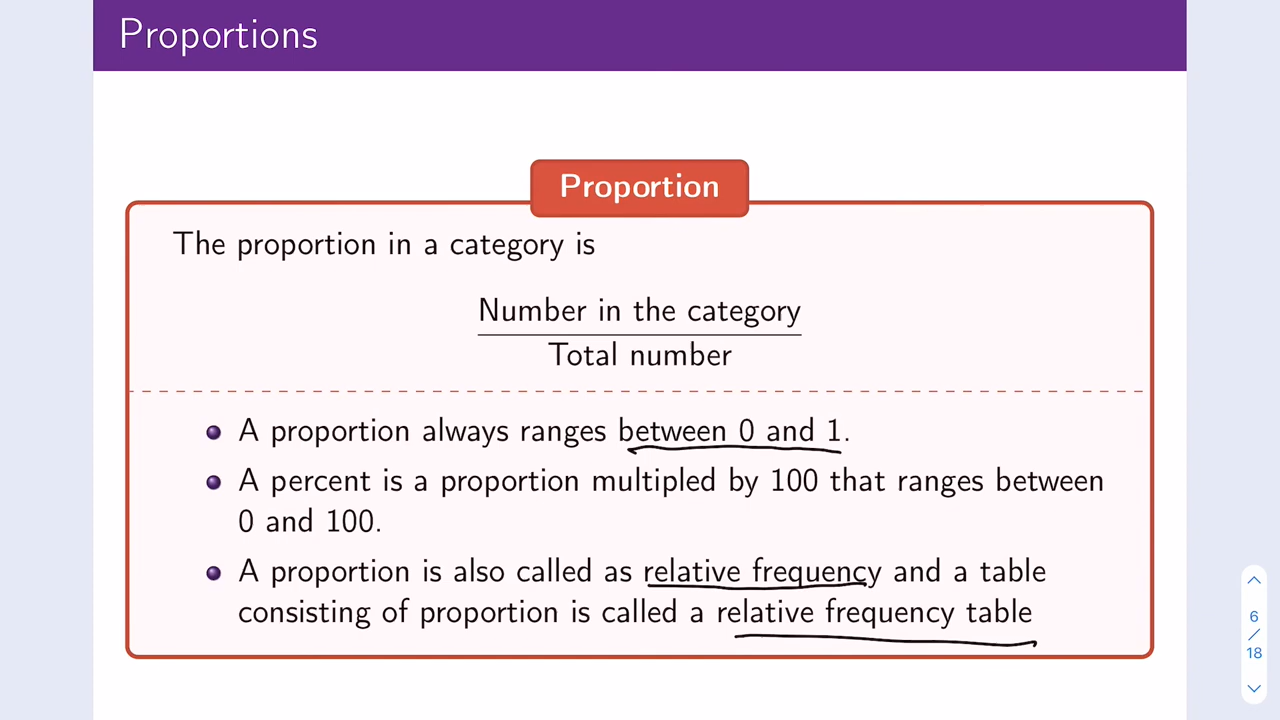 Proportions
Proportion
The proportion in a category is
Number in the category
Total number
A proportion always ranges between 0 and 1.
A percent is a proportion multipled by 100 that ranges between
0 and 100.
A proportion is also called as relative frequency and a table
consisting of proportion is called a relative frequency table
6
/
18